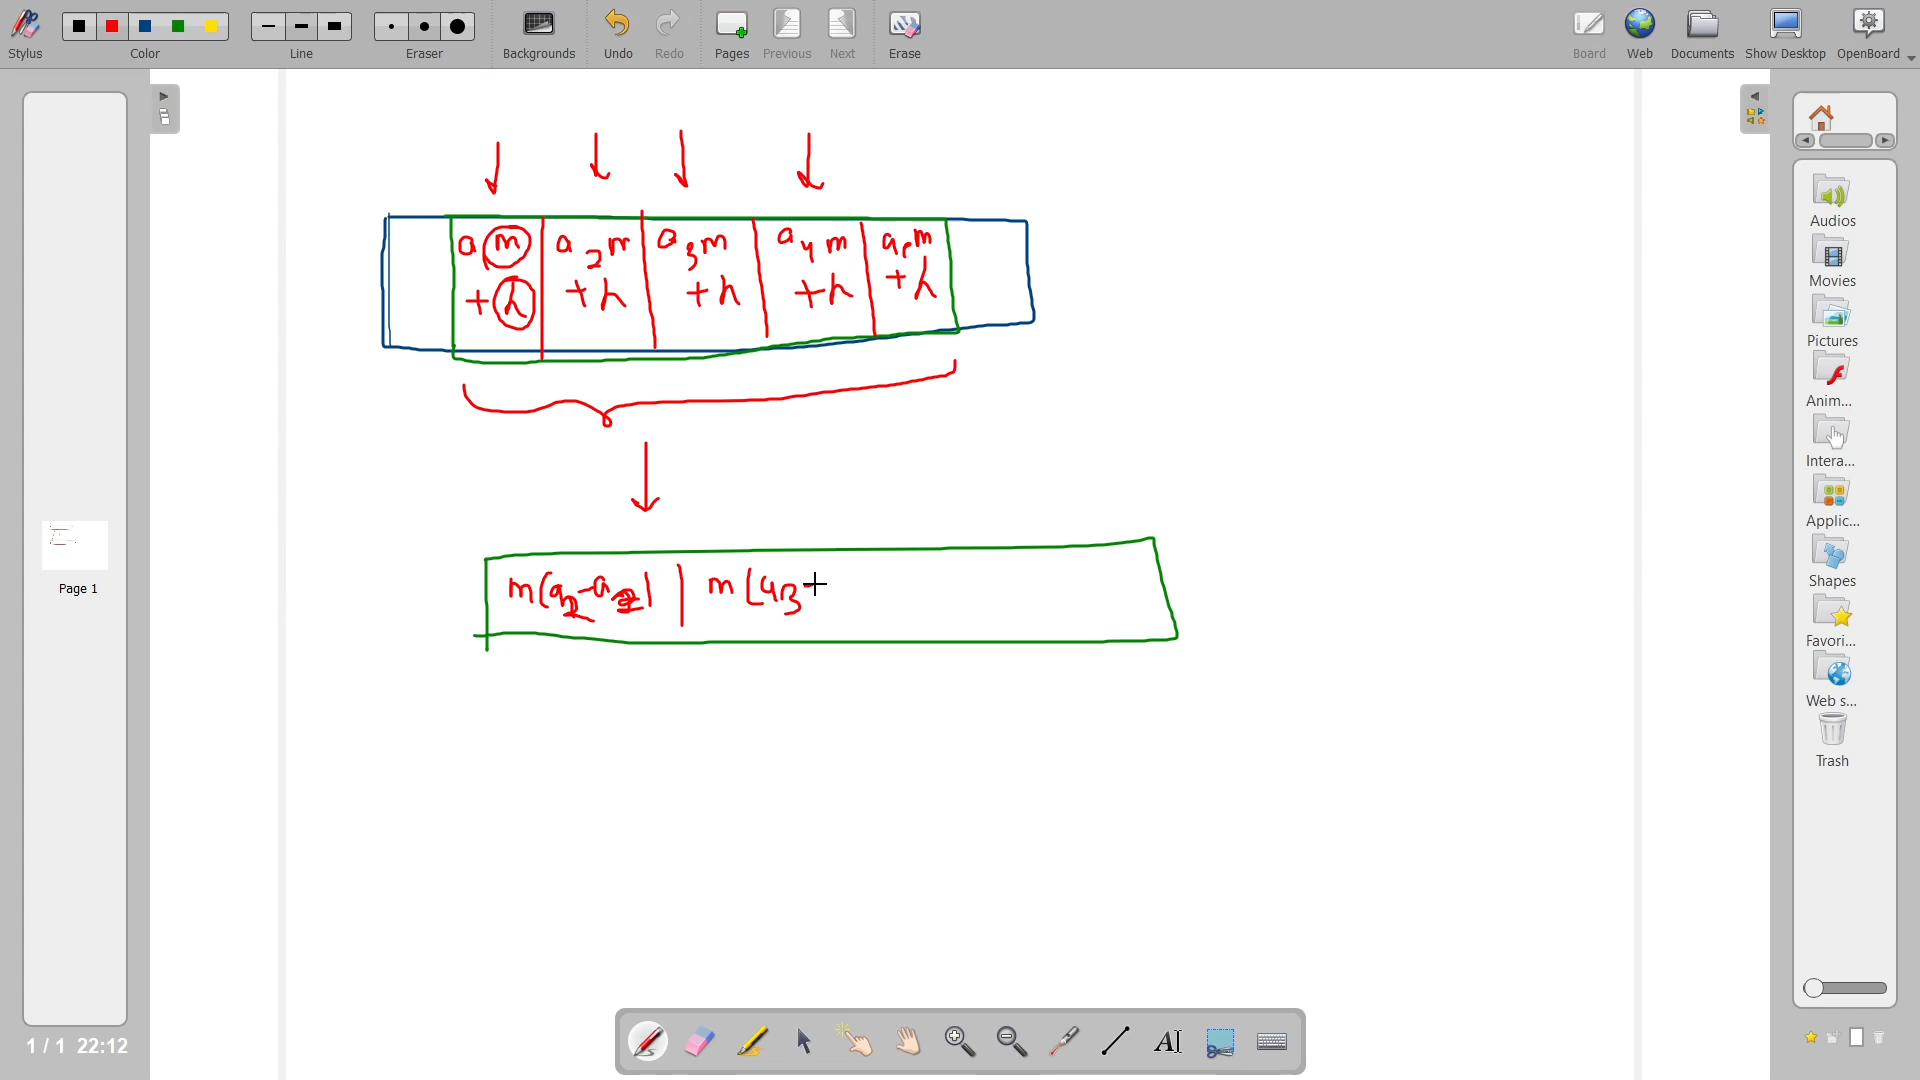 Stylus Color Line Eraser Backgrounds Undo Redo Pages Previous Next Erase Board Web Documents Show Desktop OpenBoard
a m a 2 m a 3 m a 4 m m
+ h + h + h + h + h
m(a2-a | m[a3
Audios
Movies
Pictures
Anim...
Intera...
Applic...
Shapes
Favori...
Web s...
Trash
Page 1
1 / 1 22:12